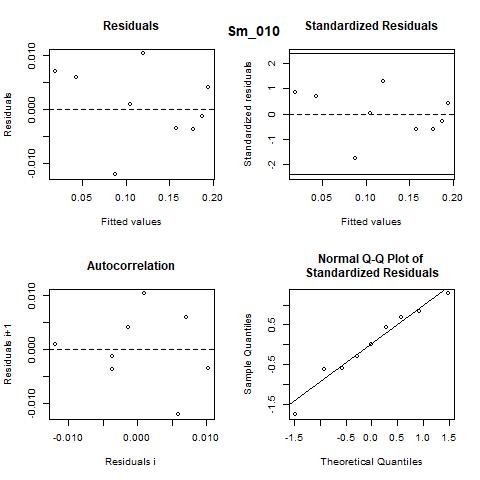 Sm_010
Residuals
Residuals
0.010
0.000
-0.010
0.05
0.10
0.15
0.20
Fitted values
Standardized Residuals
Standardized residuals
2
1
0
-1
-2
0.05
0.10
0.15
0.20
Fitted values
Autocorrelation
Residuals i+1
0.010
0.000
-0.010
-0.010
0.000
0.010
Residuals i
Normal Q-Q Plot of
Standardized Residuals
Sample Quantiles
0.5
-0.5
-1.5
-1.5
-0.5
0.0
0.5
1.0
1.5
Theoretical Quantiles